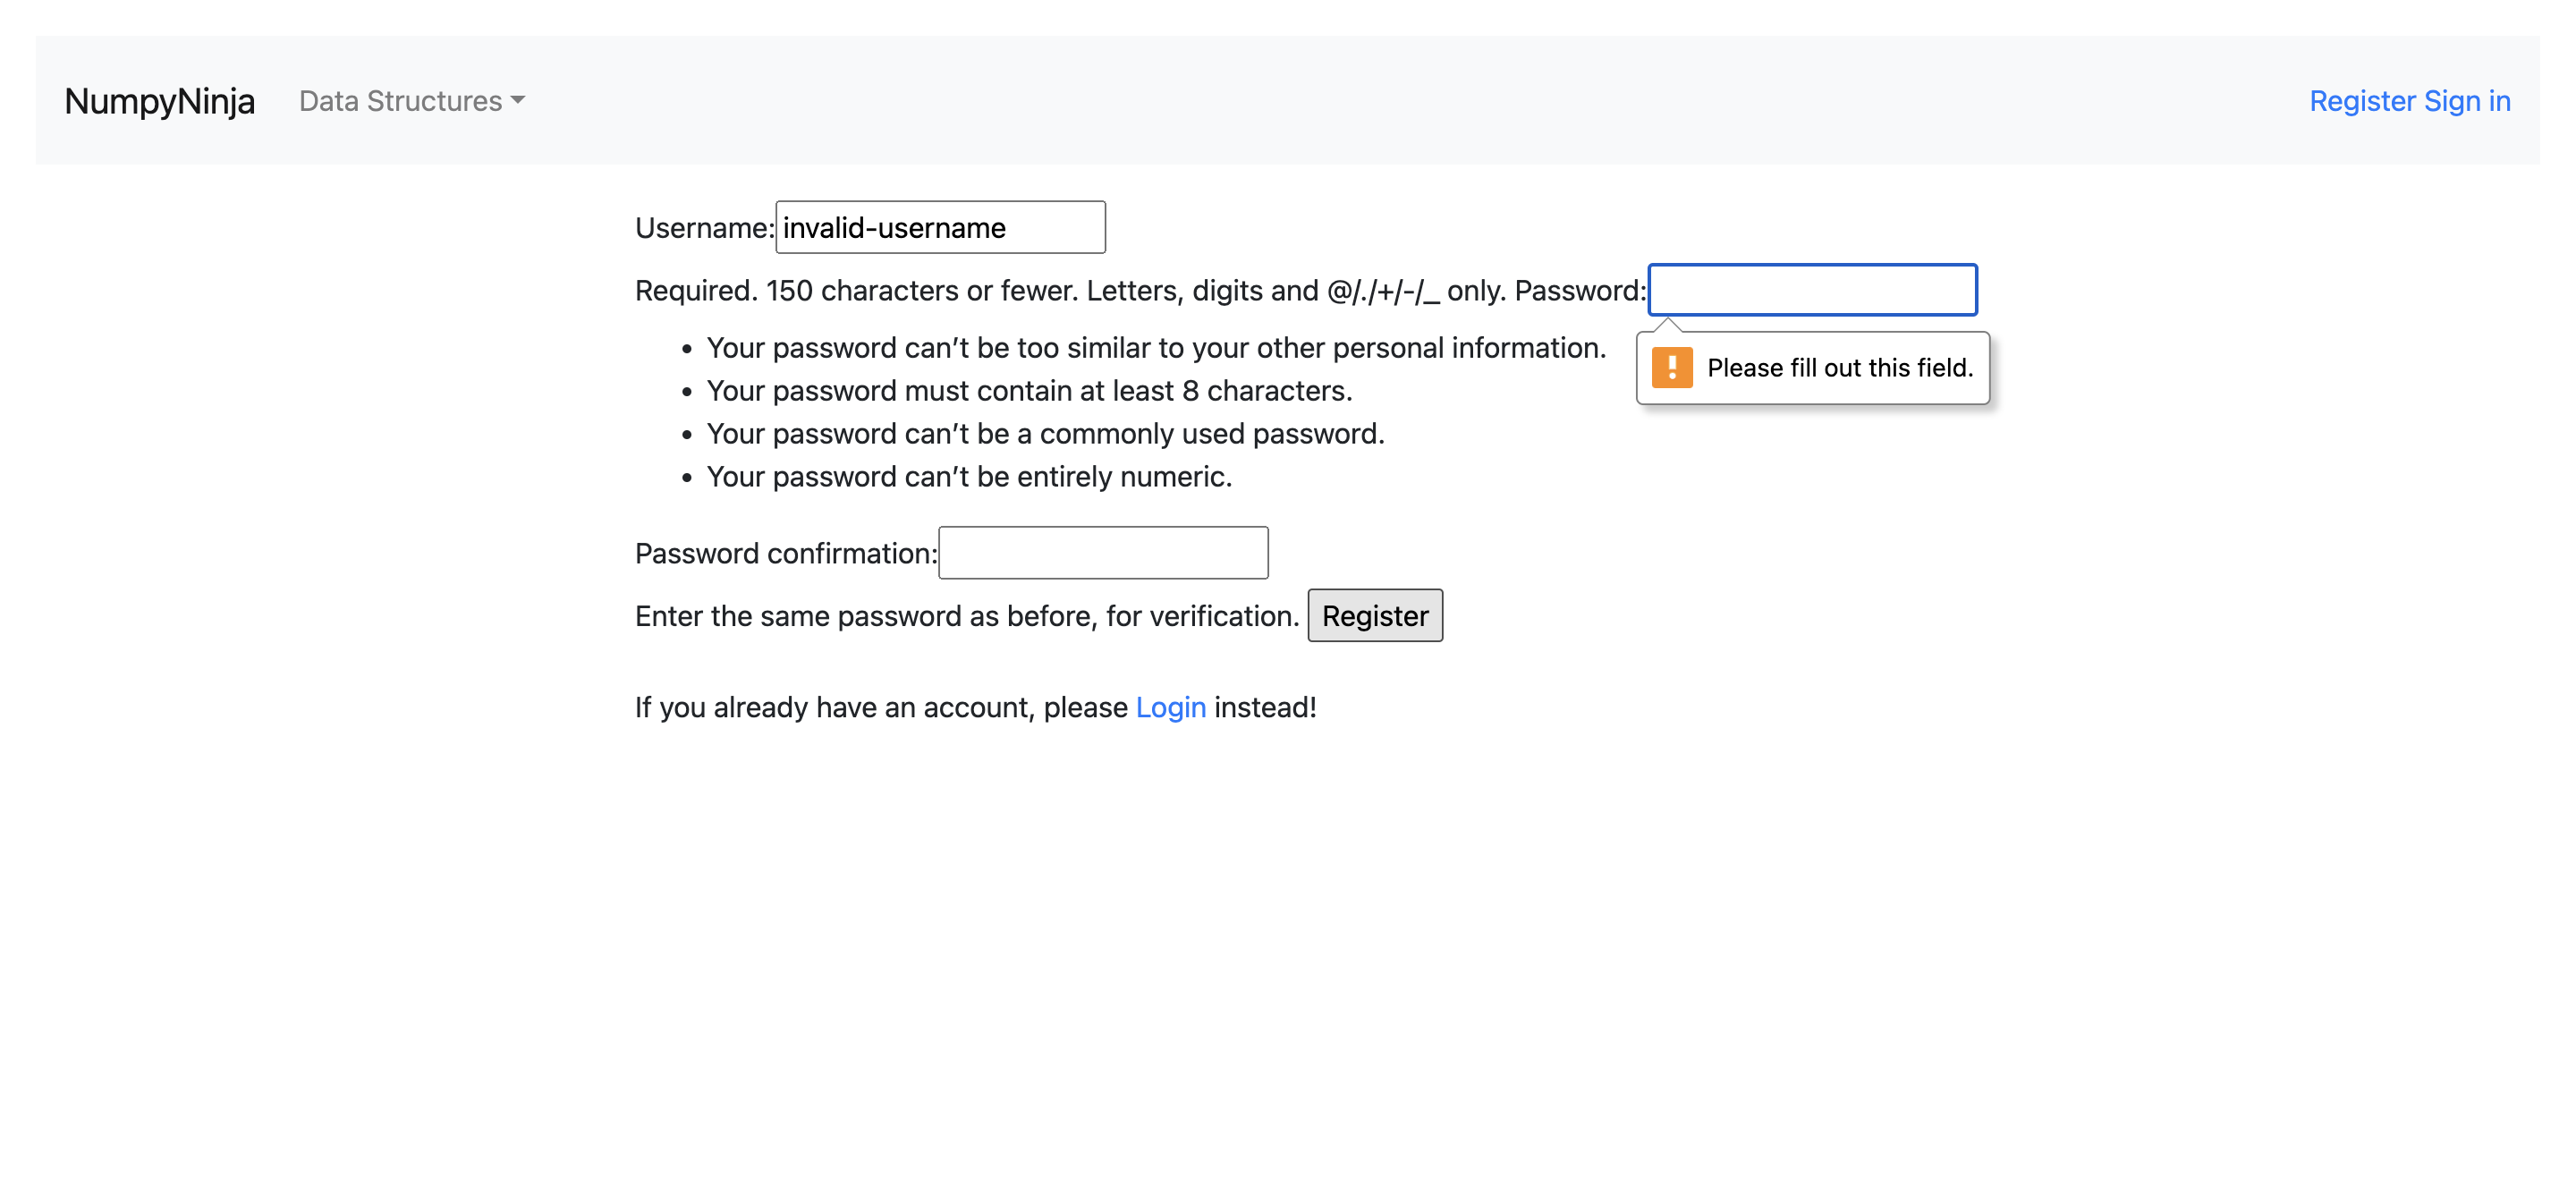 NumpyNinja Data Structures Register Sign in
Username: invalid-username
Required. 150 characters or fewer. Letters, digits and @/./+/-/_ only. Password:
Your password can’t be too similar to your other personal information.
Please fill out this field.
Your password must contain at least 8 characters.
Your password can’t be a commonly used password.
Your password can’t be entirely numeric.
Password confirmation:
Enter the same password as before, for verification. Register
If you already have an account, please Login instead!